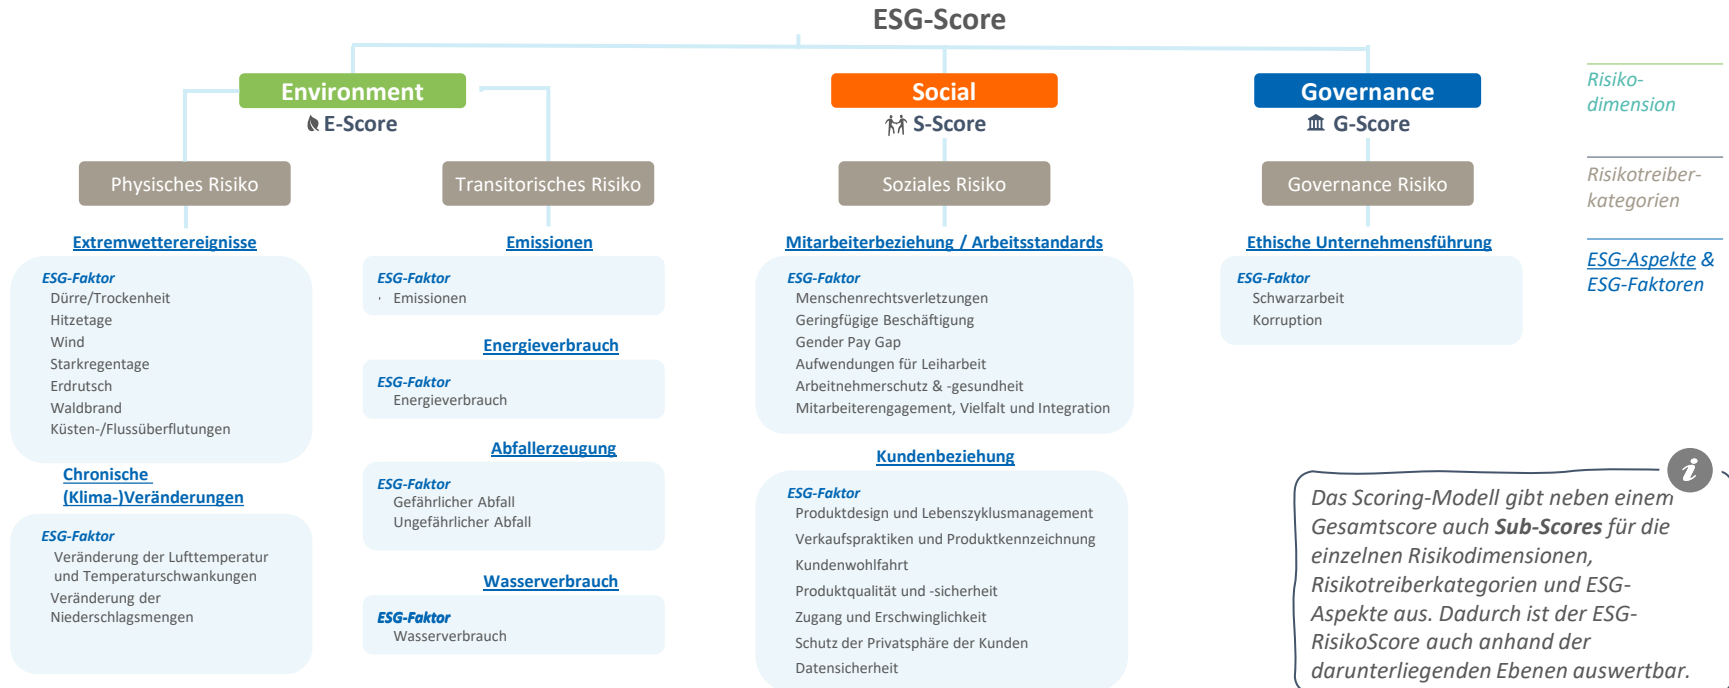 ESG-Score
Environment
E-Score
Social
S-Score
Governance
G-Score
Risiko-
dimension
Physisches Risiko
Transitorisches Risiko
Soziales Risiko
Governance Risiko
Risikotreiber-
kategorien
ESG-Aspekte &
ESG-Faktoren
Extremwetterereignisse
ESG-Faktor
Dürre/Trockenheit
Hitzetage
Wind
Starkregentage
Erdrutsch
Waldbrand
Küsten-/Flussüberflutungen
Chronische
(Klima-)Veränderungen
ESG-Faktor
Veränderung der Lufttemperatur
und Temperaturschwankungen
Veränderung der
Niederschlagsmengen
Emissionen
ESG-Faktor
· Emissionen
Energieverbrauch
ESG-Faktor
Energieverbrauch
Abfallerzeugung
ESG-Faktor
Gefährlicher Abfall
Ungefährlicher Abfall
Wasserverbrauch
ESG-Faktor
Wasserverbrauch
Mitarbeiterbeziehung / Arbeitsstandards
ESG-Faktor
Menschenrechtsverletzungen
Geringfügige Beschäftigung
Gender Pay Gap
Aufwendungen für Leiharbeit
Arbeitnehmerschutz & -gesundheit
Mitarbeiterengagement, Vielfalt und Integration
Kundenbeziehung
ESG-Faktor
Produktdesign und Lebenszyklusmanagement
Verkaufspraktiken und Produktkennzeichnung
Kundenwohlfahrt
Produktqualität und -sicherheit
Zugang und Erschwinglichkeit
Schutz der Privatsphäre der Kunden
Datensicherheit
Ethische Unternehmensführung
ESG-Faktor
Schwarzarbeit
Korruption
i
Das Scoring-Modell gibt neben einem
Gesamtscore auch Sub-Scores für die
einzelnen Risikodimensionen,
Risikotreiberkategorien und ESG-
Aspekte aus. Dadurch ist der ESG-
RisikoScore auch anhand der
darunterliegenden Ebenen auswertbar.